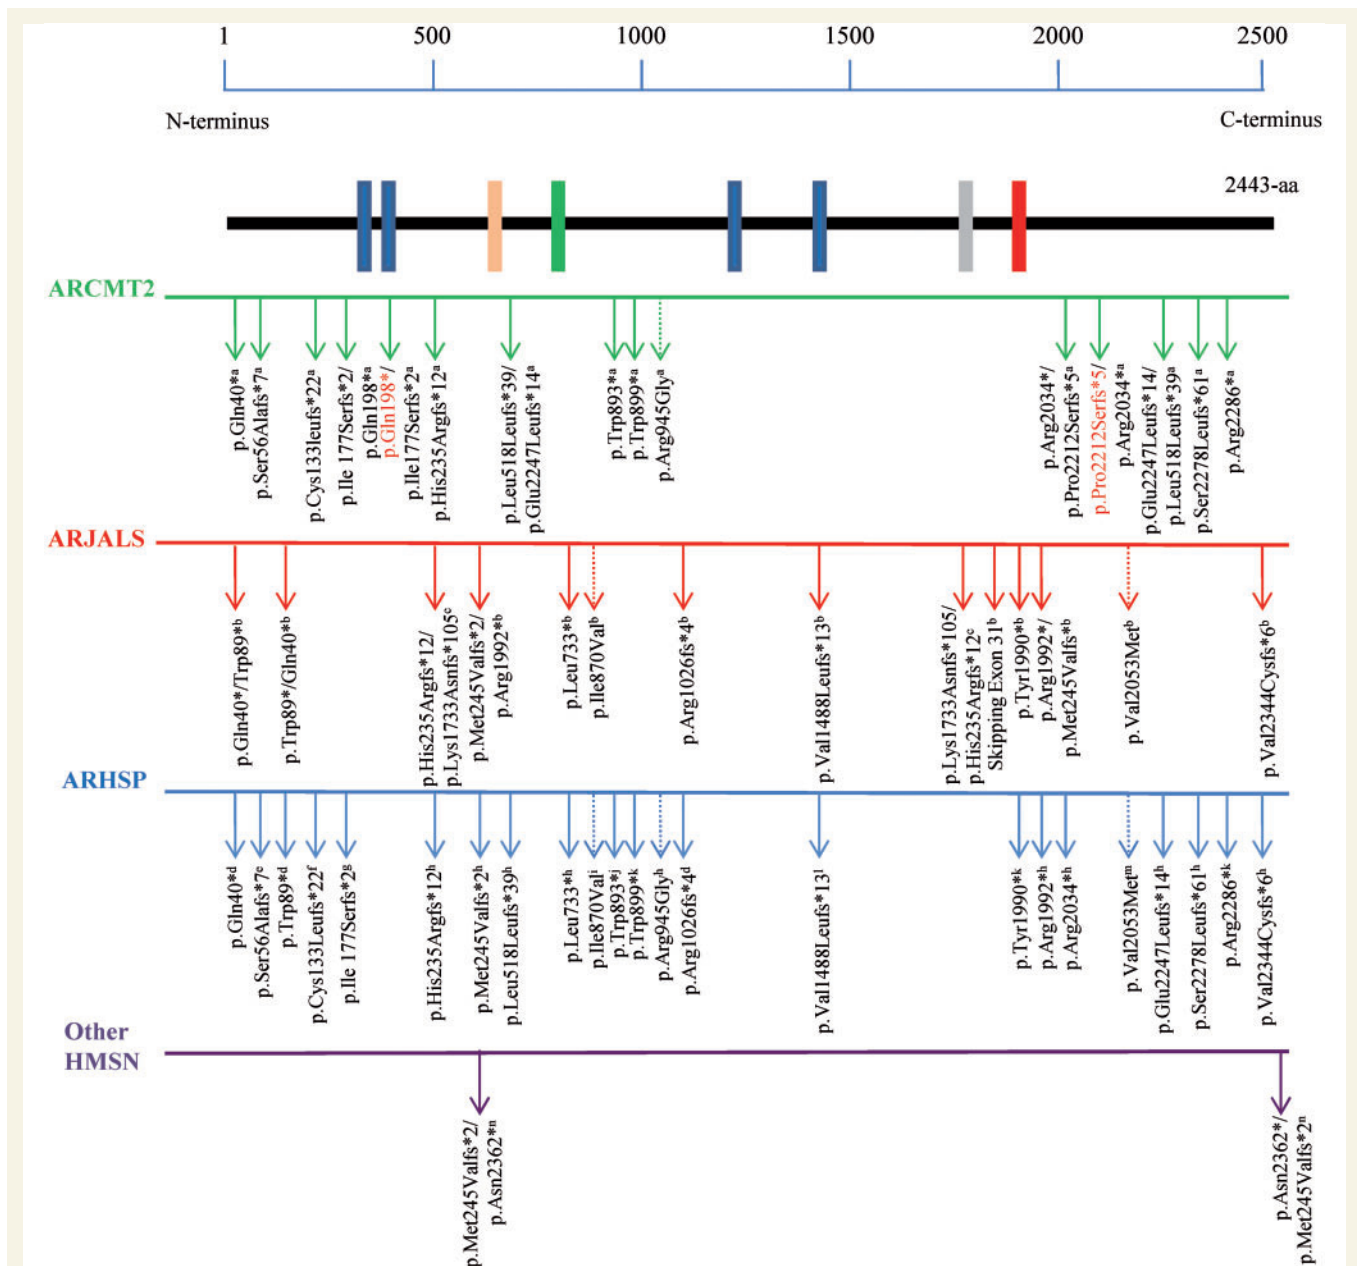 1 500 1000 1500 2000 2500
N-terminus C-terminus
2443-aa
ARCMT2
p.Gln40*ᵃ
p.Ser56Alafs*7ᵃ
p.Cys133leufs*22ᵃ
p.Ile 177Serfs*2/
p.Gln198*ᵃ
p.Gln198*/
p.Ile177Serfs*2ᵃ
p.His235Argfs*12ᵃ
p.Leu518Leufs*39/
p.Glu2247Leufs*14ᵃ
p.Trp893*ᵃ
p.Trp899*ᵃ
p.Arg945Glyᵃ
p.Arg2034*/
p.Pro2212Serfs*5ᵃ
p.Pro2212Serfs*5/
p.Arg2034*ᵃ
p.Glu2247Leufs*14/
p.Leu518Leufs*39ᵃ
p.Ser2278Leufs*61ᵃ
p.Arg2286*ᵃ
ARJALS
p.Gln40*/Trp89*ᵇ
p.Trp89*/Gln40*ᵇ
p.His235Argfs*12/
p.Lys1733Asnfs*105ᶜ
p.Met245Valfs*2/
p.Arg1992*ᵇ
p.Leu733*ᵇ
p.Ile870Valᵇ
p.Arg1026fs*4ᵇ
p.Val1488Leufs*13ᵇ
p.Lys1733Asnfs*105/
p.His235Argfs*12ᶜ
Skipping Exon 31ᵇ
p.Tyr1990*ᵇ
p.Arg1992*/
p.Met245Valfs*ᵇ
p.Val2053Metᵇ
p.Val2344Cysfs*6ᵇ
ARHSP
p.Gln40*ᵈ
p.Ser56Alafs*7ᵉ
p.Trp89*ᵈ
p.Cys133Leufs*22ᶠ
p.Ile 177Serfs*2ᵍ
p.His235Argfs*12ʰ
p.Met245Valfs*2ʰ
p.Leu518Leufs*39ʰ
p.Leu733*ʰ
p.Ile870Valⁱ
p.Trp893*ʲ
p.Trp899*ᵏ
p.Arg945Glyʰ
p.Arg1026fs*4ᵈ
p.Val1488Leufs*13ˡ
p.Tyr1990*ᵏ
p.Arg1992*ʰ
p.Arg2034*ʰ
p.Val2053Metᵐ
p.Glu2247Leufs*14ʰ
p.Ser2278Leufs*61ʰ
p.Arg2286*ᵏ
p.Val2344Cysfs*6ʰ
Other
HMSN
p.Met245Valfs*2/
p.Asn2362*ⁿ
p.Asn2362*/
p.Met245Valfs*2ⁿ